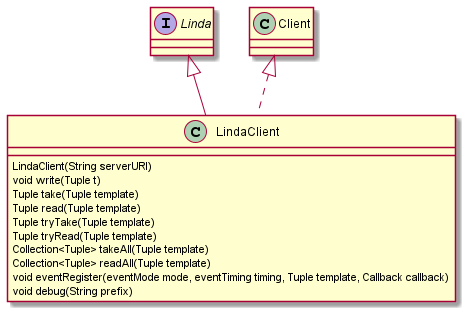 I Linda
C Client
C LindaClient
LindaClient(String serverURI)
void write(Tuple t)
Tuple take(Tuple template)
Tuple read(Tuple template)
Tuple tryTake(Tuple template)
Tuple tryRead(Tuple template)
Collection<Tuple> takeAll(Tuple template)
Collection<Tuple> readAll(Tuple template)
void eventRegister(eventMode mode, eventTiming timing, Tuple template, Callback callback)
void debug(String prefix)